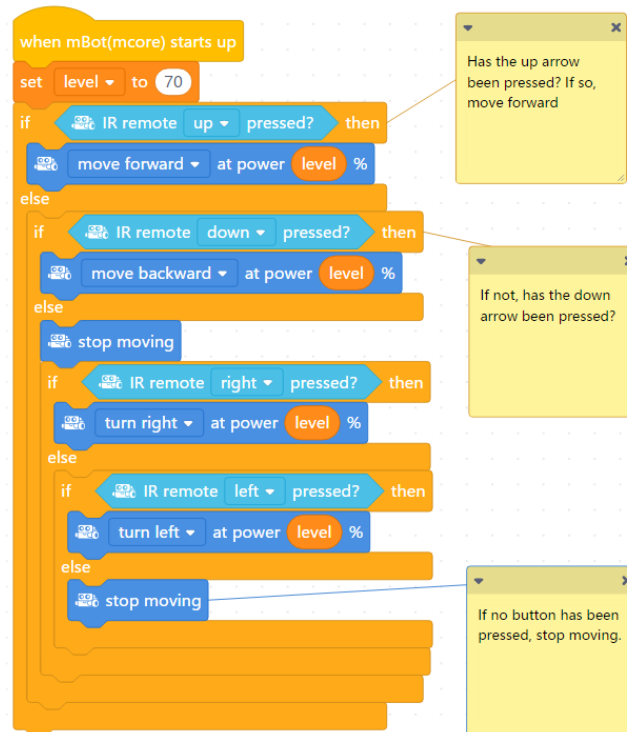 when mBot(mcore) starts up
set level to 70
if IR remote up pressed? then
move forward at power level %
else
if IR remote down pressed? then
move backward at power level %
else
stop moving
if IR remote right pressed? then
turn right at power level %
else
if IR remote left pressed? then
turn left at power level %
else
stop moving
Has the up arrow
been pressed? If so,
move forward
If not, has the down
arrow been pressed?
If no button has been
pressed, stop moving.